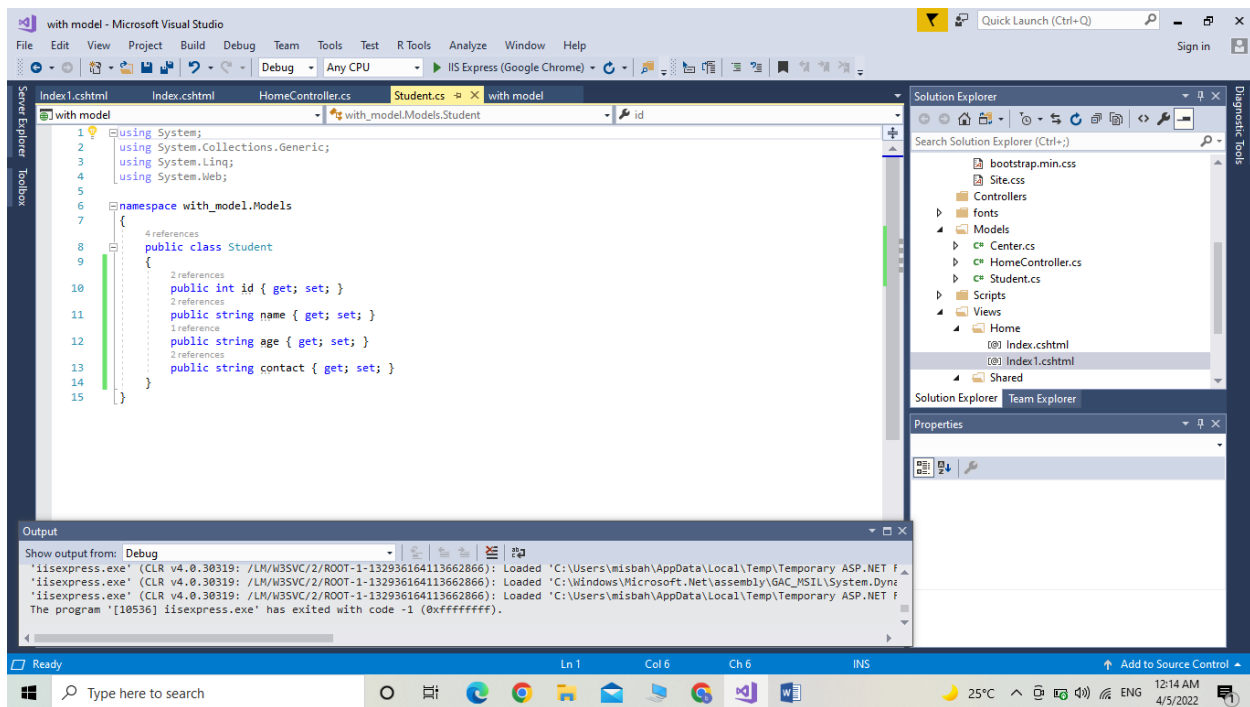 with model - Microsoft Visual Studio
Quick Launch (Ctrl+Q)
File Edit View Project Build Debug Team Tools Test R Tools Analyze Window Help
Sign in
Debug Any CPU IIS Express (Google Chrome)
Server Explorer
Toolbox
Index1.cshtml Index.cshtml HomeController.cs Student.cs with model
with model with_model.Models.Student id
1 using System;
2 using System.Collections.Generic;
3 using System.Linq;
4 using System.Web;
5
6 namespace with_model.Models
7 {
4 references
8 public class Student
9 {
2 references
10 public int id { get; set; }
2 references
11 public string name { get; set; }
1 reference
12 public string age { get; set; }
2 references
13 public string contact { get; set; }
14 }
15 }
Solution Explorer
Search Solution Explorer (Ctrl+;)
bootstrap.min.css
Site.css
Controllers
fonts
Models
C# Center.cs
C# HomeController.cs
C# Student.cs
Scripts
Views
Home
[@] Index.cshtml
[@] Index1.cshtml
Shared
Solution Explorer Team Explorer
Properties
Diagnostic Tools
Output
Show output from: Debug
'iisexpress.exe' (CLR v4.0.30319: /LM/W3SVC/2/ROOT-1-132936164113662866): Loaded 'C:\Users\misbah\AppData\Local\Temp\Temporary ASP.NET F
'iisexpress.exe' (CLR v4.0.30319: /LM/W3SVC/2/ROOT-1-132936164113662866): Loaded 'C:\Windows\Microsoft.Net\assembly\GAC_MSIL\System.Dyna
'iisexpress.exe' (CLR v4.0.30319: /LM/W3SVC/2/ROOT-1-132936164113662866): Loaded 'C:\Users\misbah\AppData\Local\Temp\Temporary ASP.NET F
The program '[10536] iisexpress.exe' has exited with code -1 (0xffffffff).
Ready Ln 1 Col 6 Ch 6 INS Add to Source Control
Type here to search
25°C ENG 12:14 AM
4/5/2022